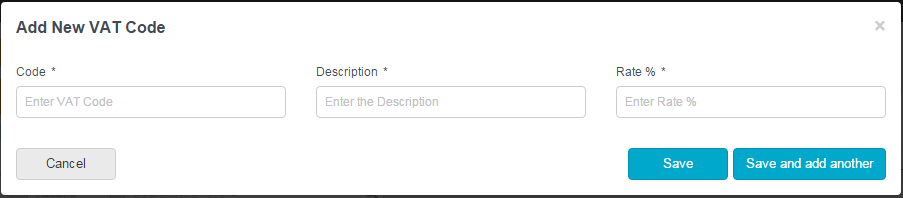 Add New VAT Code ×
Code * Description * Rate % *
Enter VAT Code Enter the Description Enter Rate %
Cancel Save Save and add another